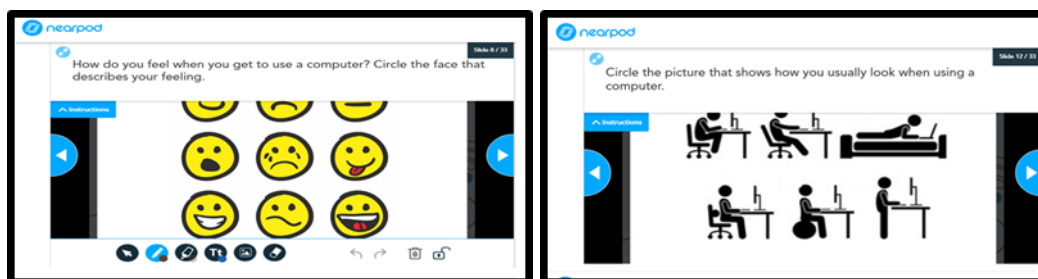 nearpod
Slide 8 / 33
How do you feel when you get to use a computer? Circle the face that
describes your feeling.
Instructions
Tt
nearpod
Slide 12 / 33
Circle the picture that shows how you usually look when using a
computer.
Instructions